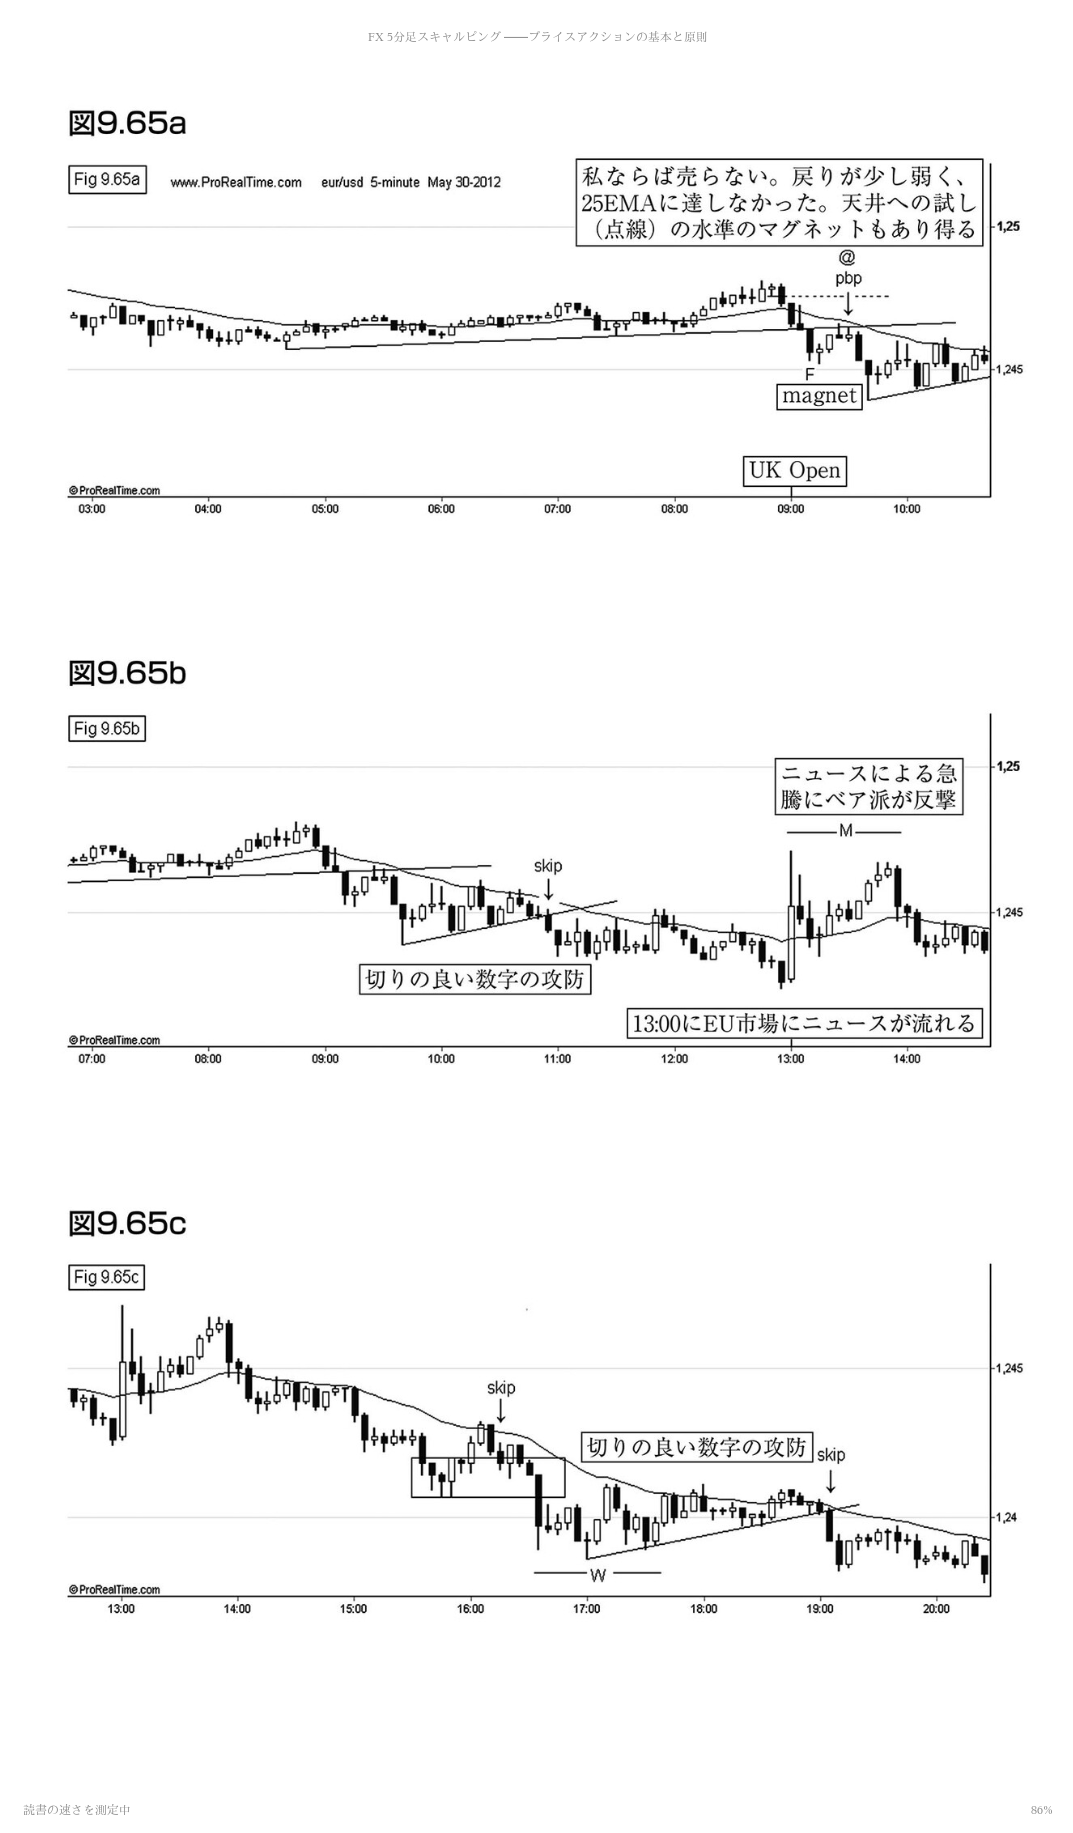 FX 5分足スキャルピング ――プライスアクションの基本と原則
図9.65a
Fig 9.65a
www.ProRealTime.com eur/usd 5-minute May 30-2012
私ならば売らない。戻りが少し弱く、
25EMAに達しなかった。天井への試し
（点線）の水準のマグネットもあり得る
1,25
@
pbp
1,245
F
magnet
UK Open
©ProRealTime.com
03:00 04:00 05:00 06:00 07:00 08:00 09:00 10:00
図9.65b
Fig 9.65b
1,25
ニュースによる急
騰にベア派が反撃
M
skip
1,245
切りの良い数字の攻防
13:00にEU市場にニュースが流れる
©ProRealTime.com
07:00 08:00 09:00 10:00 11:00 12:00 13:00 14:00
図9.65c
Fig 9.65c
1,245
skip
切りの良い数字の攻防
skip
1,24
W
©ProRealTime.com
13:00 14:00 15:00 16:00 17:00 18:00 19:00 20:00
読書の速さを測定中
86%